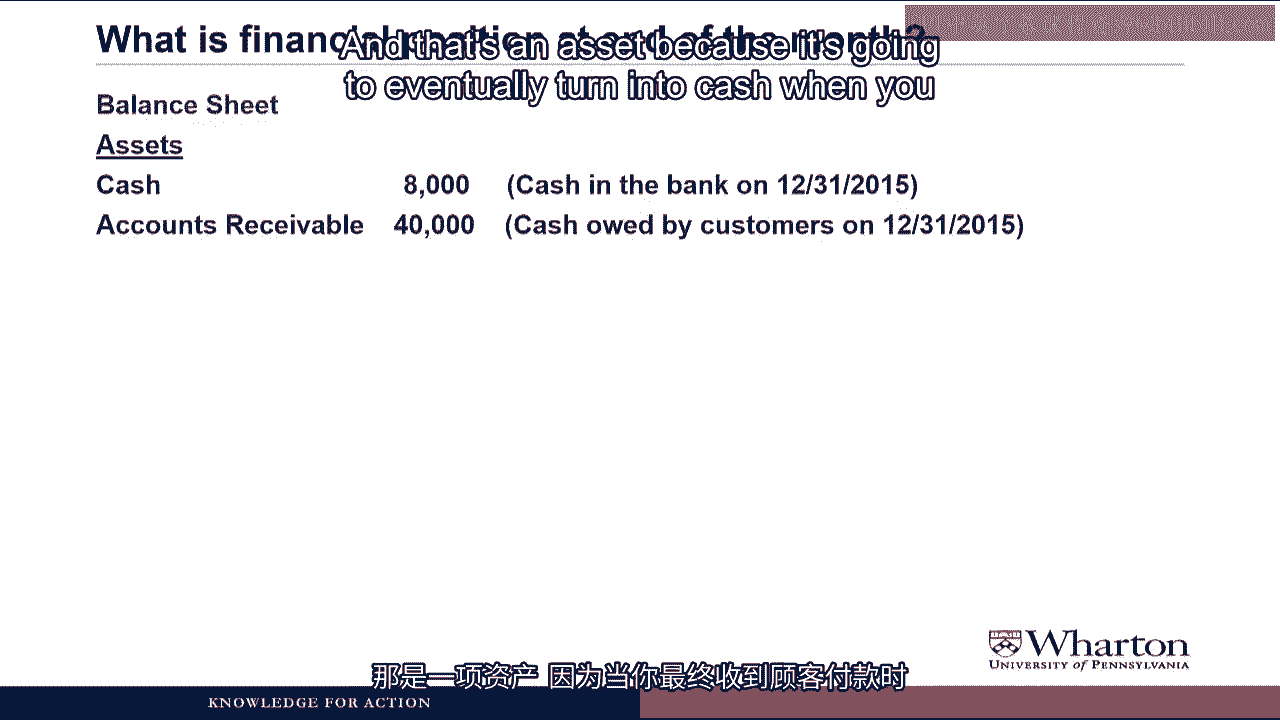 What is financial position at end of the month?
And that's an asset because it's going
to eventually turn into cash when you
Balance Sheet
Assets
Cash 8,000 (Cash in the bank on 12/31/2015)
Accounts Receivable 40,000 (Cash owed by customers on 12/31/2015)
Wharton
UNIVERSITY of PENNSYLVANIA
那是一项资产 因为当你最终收到顾客付款时
KNOWLEDGE FOR ACTION